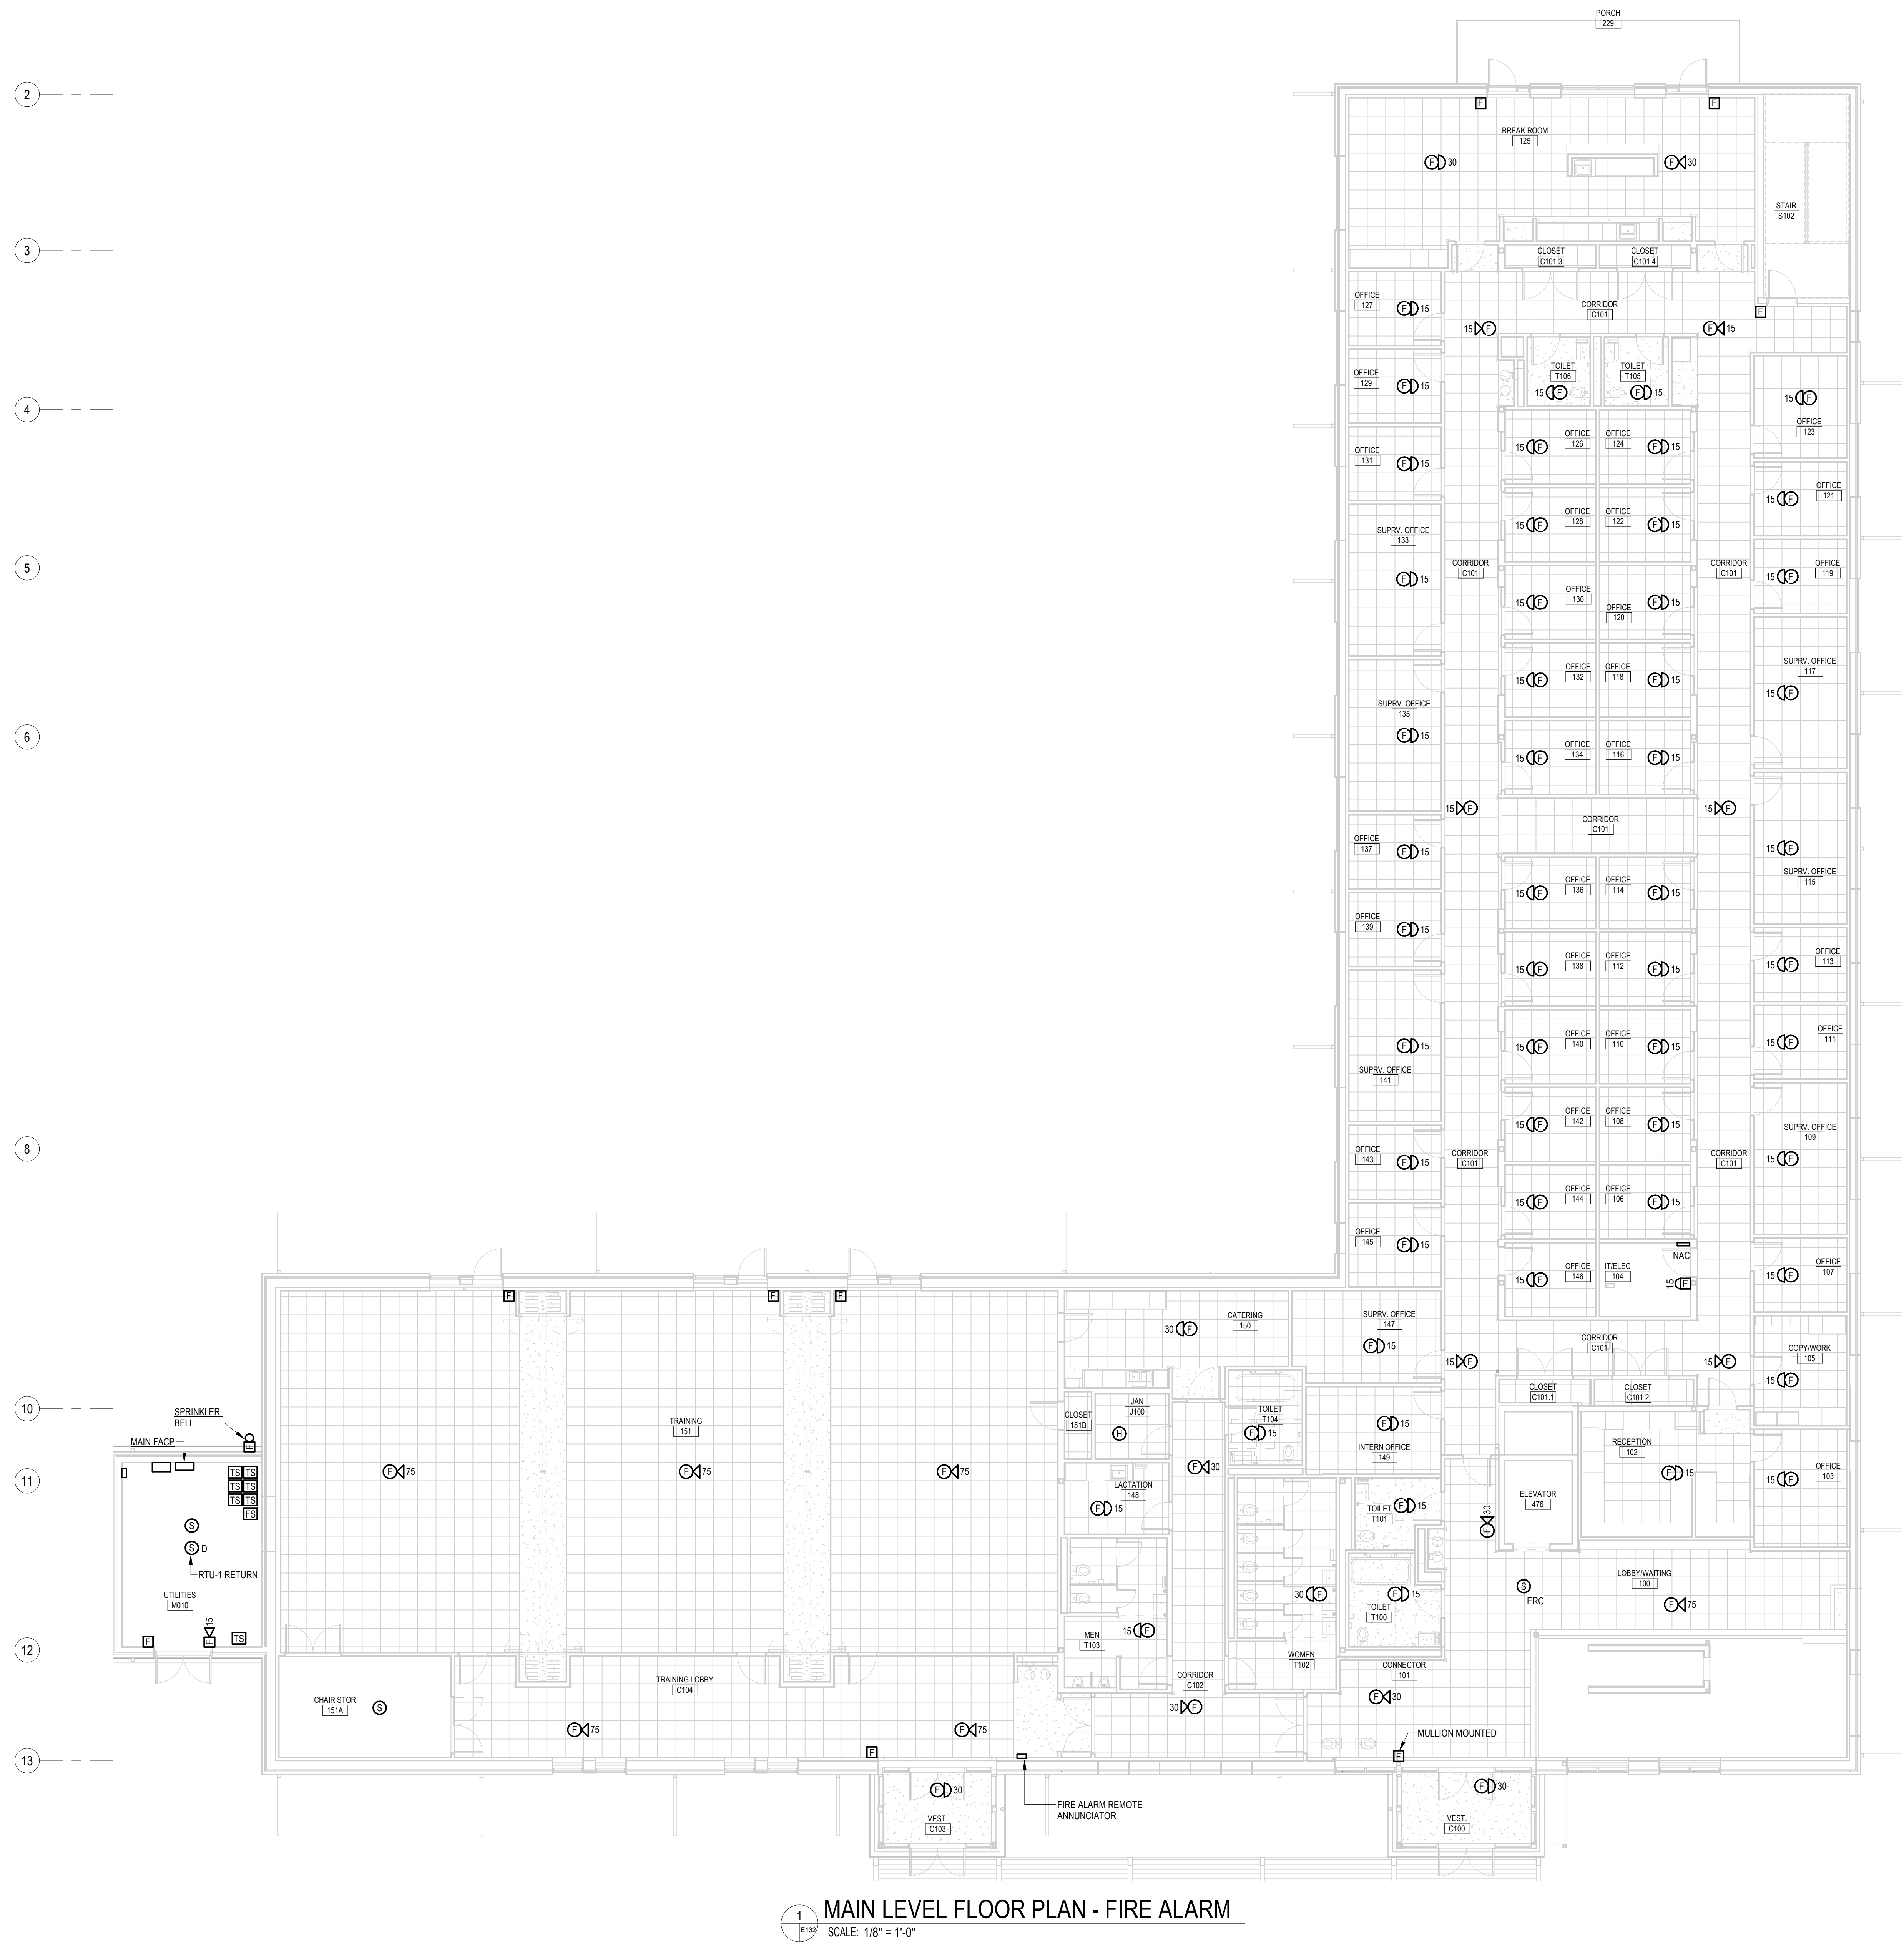 PORCH
229
2
F
F
BREAK ROOM
125
F 30
F 30
STAIR
S102
3
CLOSET
C101.3
CLOSET
C101.4
OFFICE
127
F 15
CORRIDOR
C101
F
15 F
F 15
OFFICE
129
F 15
TOILET
T106
15 F
TOILET
T105
F 15
4
15 F
OFFICE
123
OFFICE
131
F 15
15 F
OFFICE
126
OFFICE
124
F 15
15 F
OFFICE
121
SUPRV. OFFICE
133
F 15
15 F
OFFICE
128
OFFICE
122
F 15
5
CORRIDOR
C101
CORRIDOR
C101
15 F
OFFICE
119
15 F
OFFICE
130
OFFICE
120
F 15
SUPRV. OFFICE
117
15 F
15 F
OFFICE
132
OFFICE
118
F 15
SUPRV. OFFICE
135
F 15
6
15 F
OFFICE
134
OFFICE
116
F 15
15 F
CORRIDOR
C101
15 F
OFFICE
137
F 15
15 F
SUPRV. OFFICE
115
15 F
OFFICE
136
OFFICE
114
F 15
OFFICE
139
F 15
15 F
OFFICE
138
OFFICE
112
F 15
15 F
OFFICE
113
SUPRV. OFFICE
141
F 15
15 F
OFFICE
140
OFFICE
110
F 15
15 F
OFFICE
111
8
OFFICE
143
F 15
CORRIDOR
C101
15 F
OFFICE
142
OFFICE
108
F 15
CORRIDOR
C101
SUPRV. OFFICE
109
15 F
15 F
OFFICE
144
OFFICE
106
F 15
OFFICE
145
F 15
15 F
OFFICE
146
IT/ELEC
104
NAC
15 F
15 F
OFFICE
107
F
F
F
30 F
CATERING
150
SUPRV. OFFICE
147
F 15
15 F
CORRIDOR
C101
15 F
COPY/WORK
105
15 F
10
SPRINKLER
BELL
F
MAIN FACP
TRAINING
151
CLOSET
151B
JAN
J100
H
TOILET
T104
F 15
F 15
INTERN OFFICE
149
CLOSET
C101.1
CLOSET
C101.2
RECEPTION
102
F 15
15 F
OFFICE
103
11
TS TS
TS TS
TS TS
FS
F 75
F 75
F 75
F 30
LACTATION
148
F 15
TOILET
T101
F 15
F 30
ELEVATOR
476
S
S D
RTU-1 RETURN
UTILITIES
M010
LOBBY/WAITING
100
S
ERC
F 75
30 F
F 15
TOILET
T100
12
F
F 15
TS
MEN
T103
15 F
WOMEN
T102
CONNECTOR
101
F 30
CHAIR STOR
151A
S
TRAINING LOBBY
C104
CORRIDOR
C102
30 F
F 75
F 75
F
MULLION MOUNTED
F
13
F 30
VEST.
C103
FIRE ALARM REMOTE
ANNUNCIATOR
F 30
VEST.
C100
1
E132
MAIN LEVEL FLOOR PLAN - FIRE ALARM
SCALE: 1/8" = 1'-0"